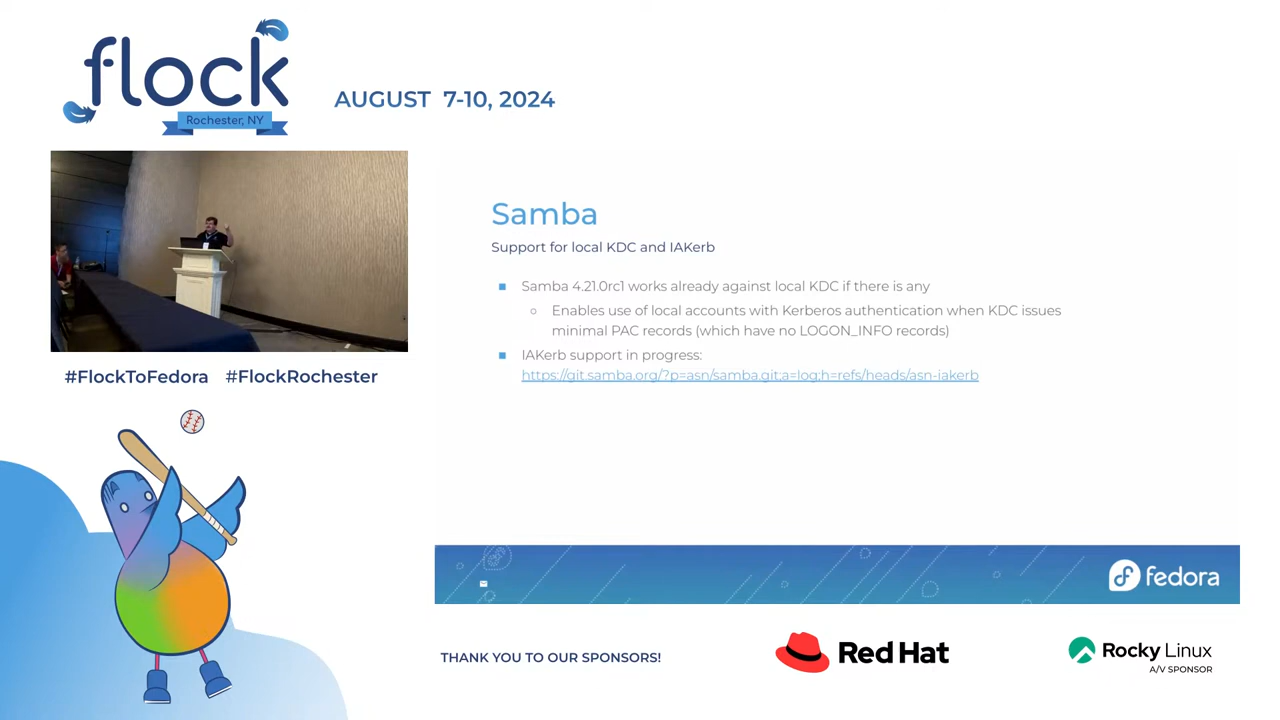 flock
Rochester, NY
AUGUST 7-10, 2024
#FlockToFedora #FlockRochester
Samba
Support for local KDC and IAKerb
Samba 4.21.0rc1 works already against local KDC if there is any
Enables use of local accounts with Kerberos authentication when KDC issues
minimal PAC records (which have no LOGON_INFO records)
IAKerb support in progress:
https://git.samba.org/?p=asn/samba.git;a=log;h=refs/heads/asn-iakerb
fedora
THANK YOU TO OUR SPONSORS!
Red Hat
Rocky Linux
A/V SPONSOR